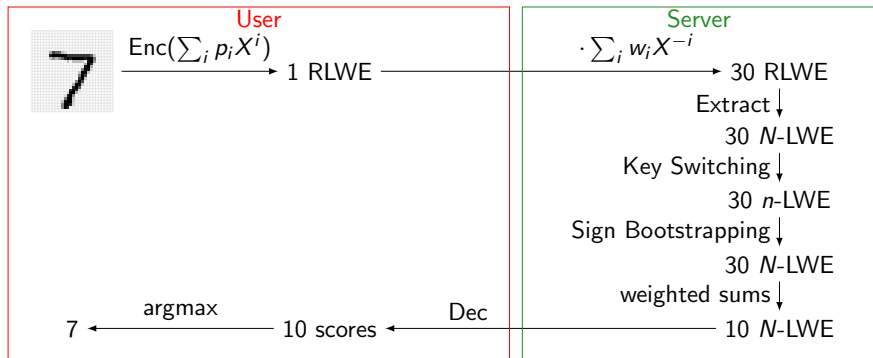 User
Server
Enc(∑ᵢ pᵢXⁱ)
1 RLWE
· ∑ᵢ wᵢX⁻ⁱ
30 RLWE
Extract
30 N-LWE
Key Switching
30 n-LWE
Sign Bootstrapping
30 N-LWE
weighted sums
7
argmax
10 scores
Dec
10 N-LWE
7